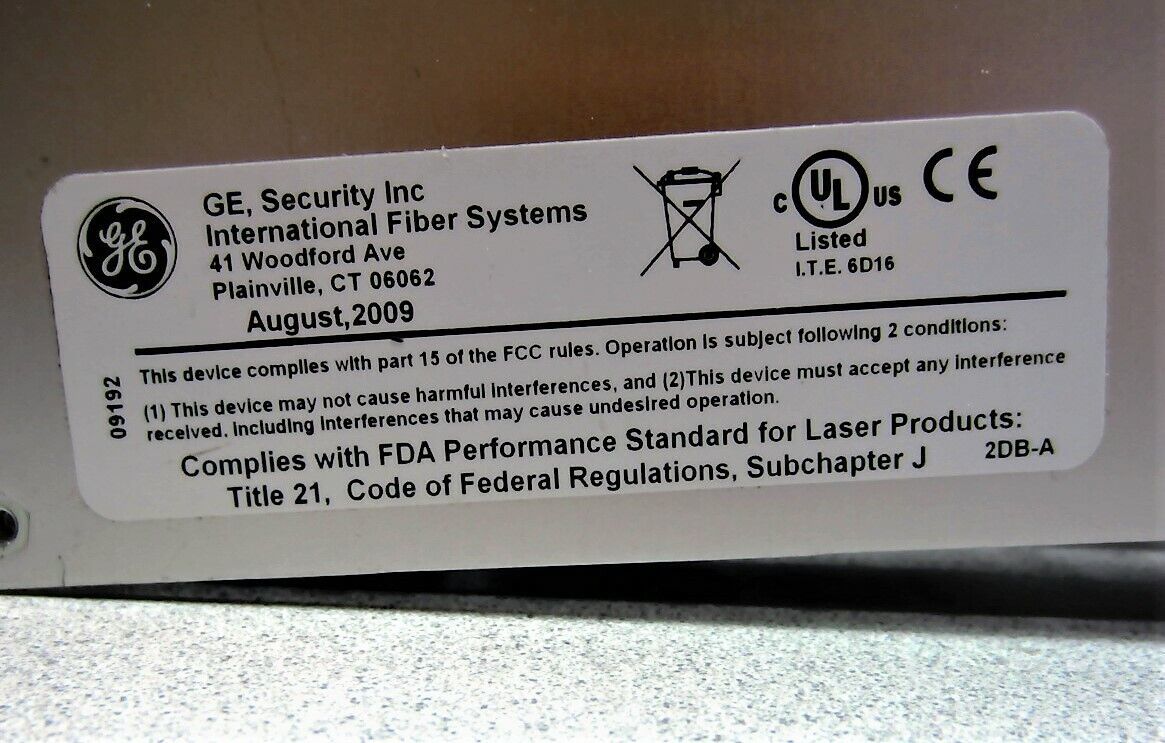 GE
GE, Security Inc
International Fiber Systems
41 Woodford Ave
Plainville, CT 06062
August,2009
C UL US CE
Listed
I.T.E. 6D16
09192
This device complies with part 15 of the FCC rules. Operation is subject following 2 conditions:
(1) This device may not cause harmful interferences, and (2)This device must accept any interference
received. Including Interferences that may cause undesired operation.
Complies with FDA Performance Standard for Laser Products:
Title 21, Code of Federal Regulations, Subchapter J
2DB-A